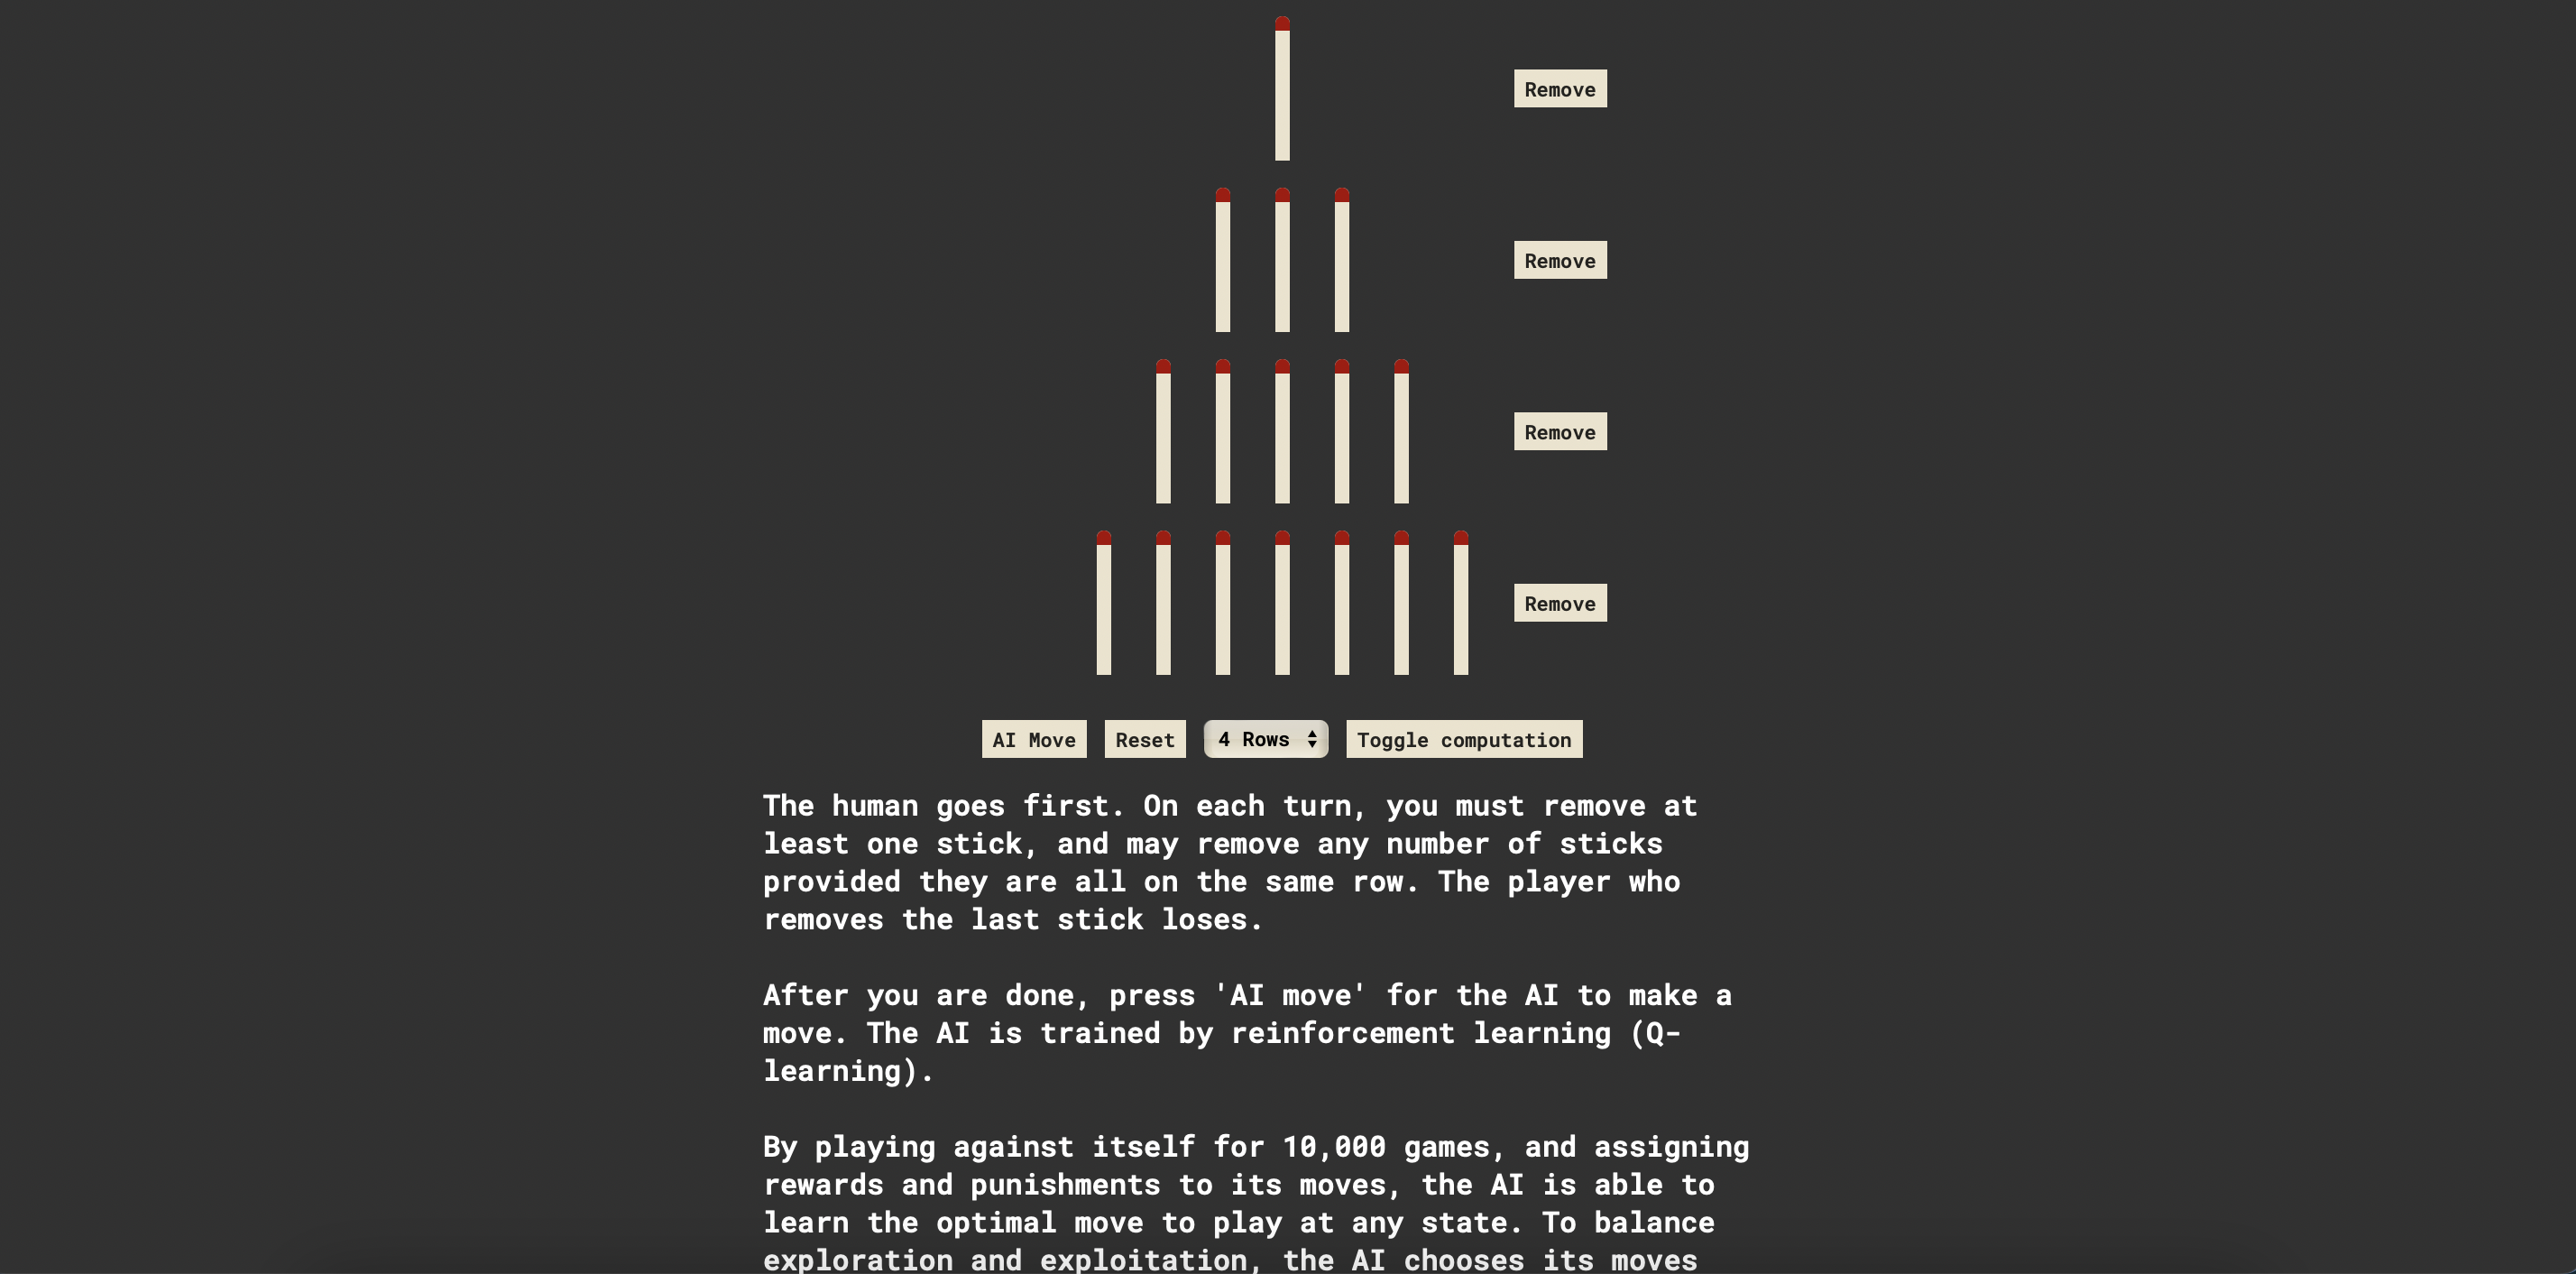 Remove
Remove
Remove
Remove
AI Move Reset 4 Rows Toggle computation
The human goes first. On each turn, you must remove at
least one stick, and may remove any number of sticks
provided they are all on the same row. The player who
removes the last stick loses.
After you are done, press 'AI move' for the AI to make a
move. The AI is trained by reinforcement learning (Q-
learning).
By playing against itself for 10,000 games, and assigning
rewards and punishments to its moves, the AI is able to
learn the optimal move to play at any state. To balance
exploration and exploitation, the AI chooses its moves